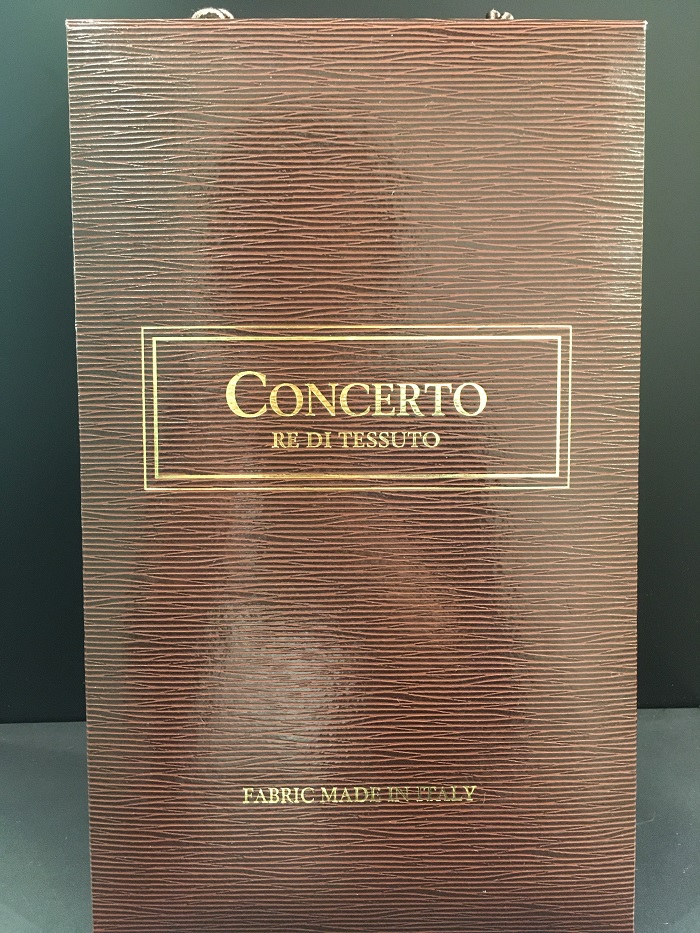 CONCERTO
RE DI TESSUTO
FABRIC MADE IN ITALY